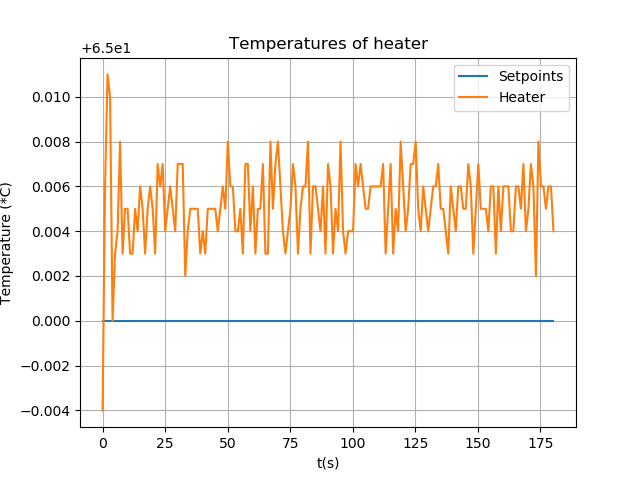 Temperatures of heater
+6.5e1
Setpoints
Heater
0.010
0.008
0.006
0.004
0.002
0.000
−0.002
−0.004
Temperature (*C)
0 25 50 75 100 125 150 175
t(s)